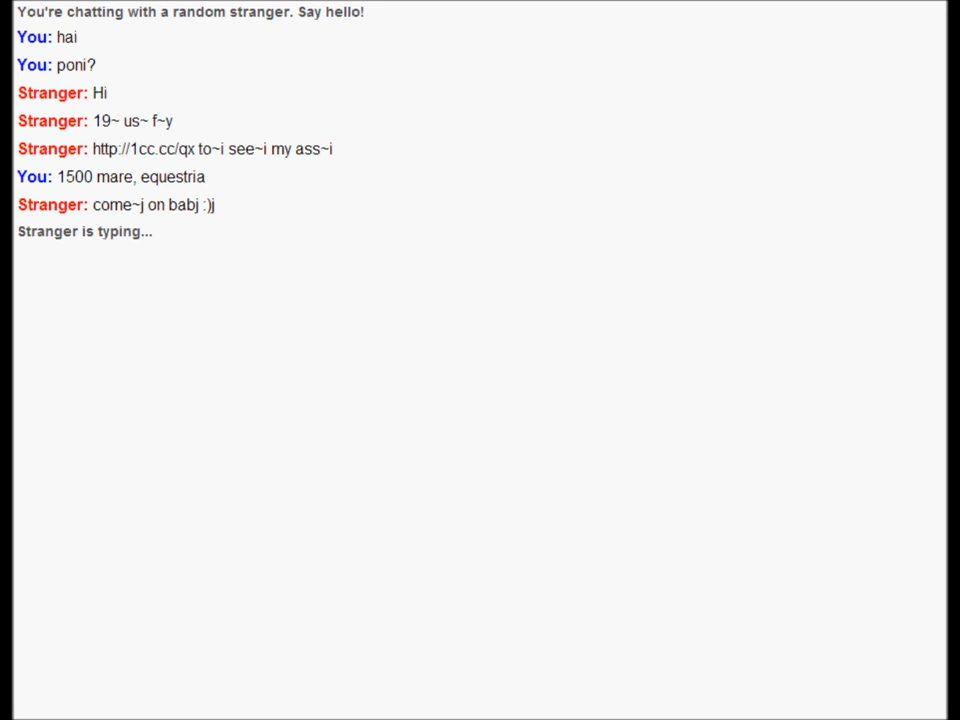 You're chatting with a random stranger. Say hello!
You: hai
You: poni?
Stranger: Hi
Stranger: 19~ us~ f~y
Stranger: http://1cc.cc/qx to~i see~i my ass~i
You: 1500 mare, equestria
Stranger: come~j on babj :)j
Stranger is typing...